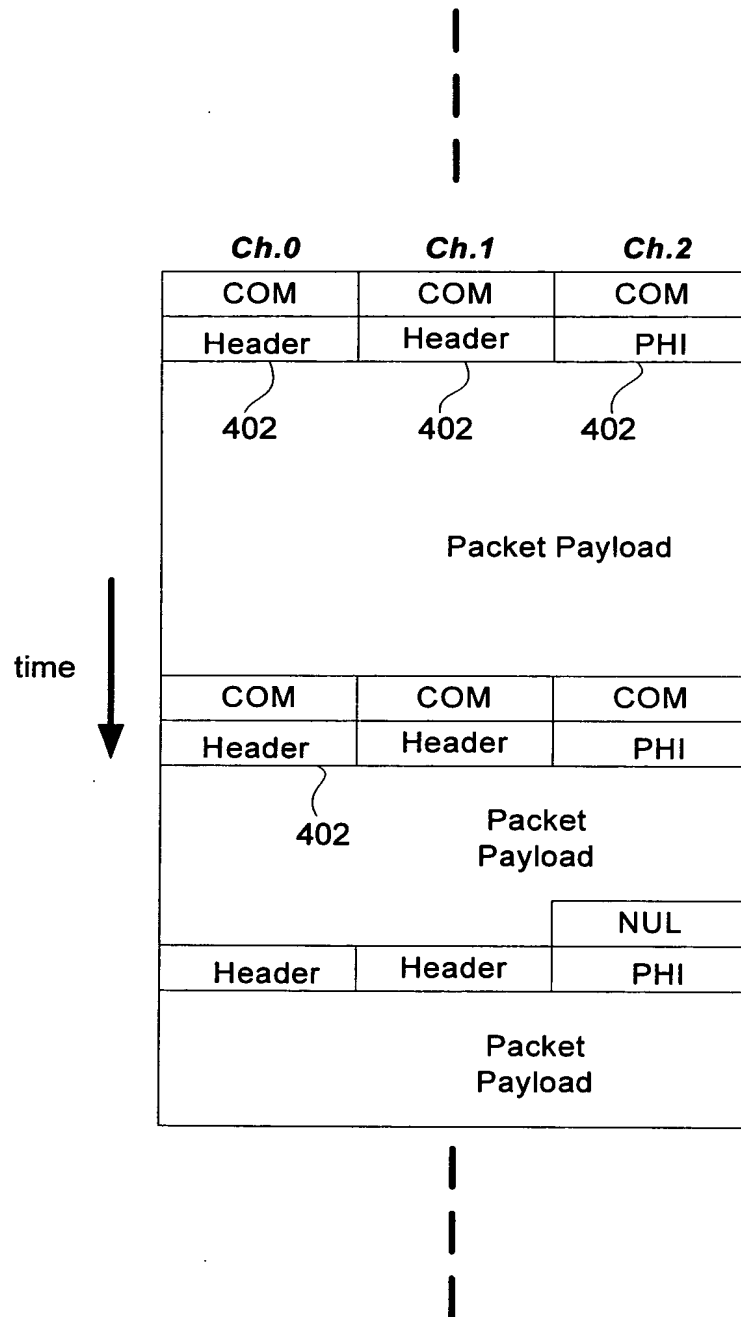 Ch.0 Ch.1 Ch.2
COM COM COM
Header Header PHI
402 402 402
Packet Payload
time
COM COM COM
Header Header PHI
402
Packet
Payload
NUL
Header Header PHI
Packet
Payload